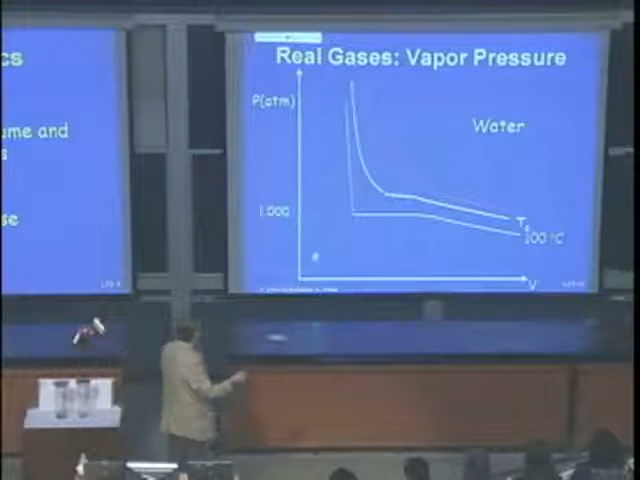 cs
ume and
s
se
Real Gases: Vapor Pressure
P(atm)
Water
1.000
T
100 °C
V